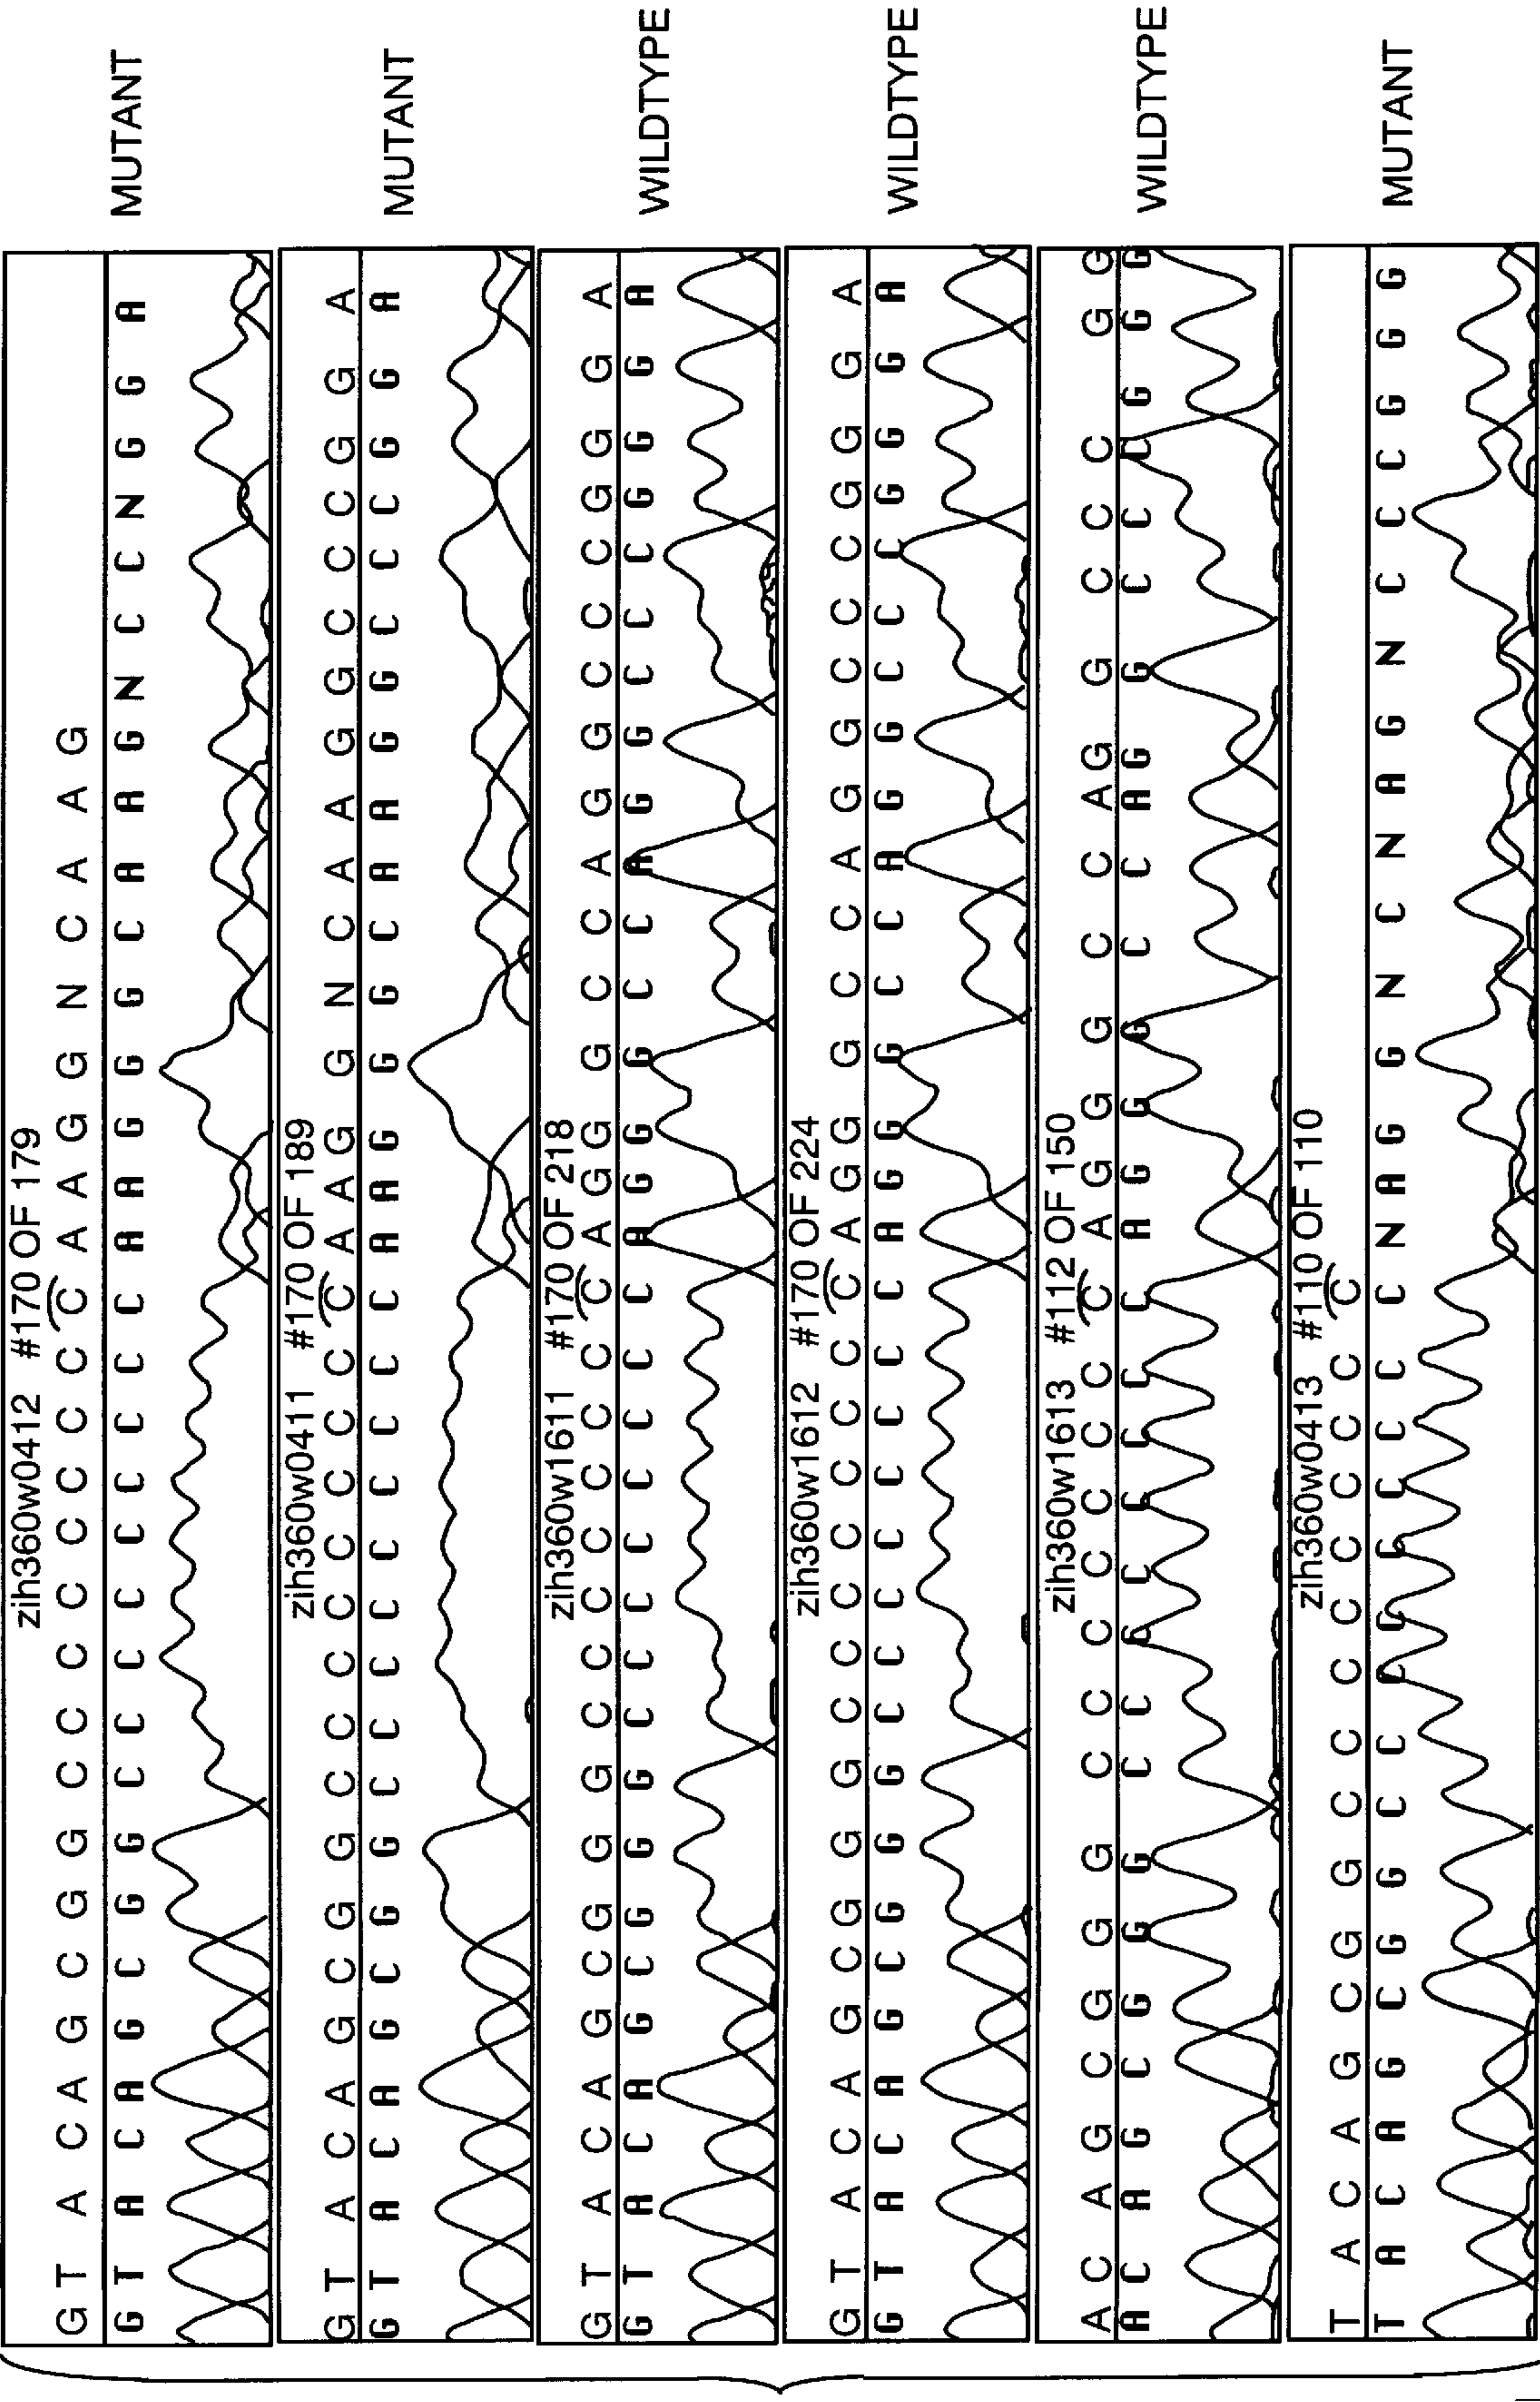 zih360w0412 #170 OF 179
G T A C A G C G G C C C C C C C C (C A A G G N C A A G
G T A C A G C G G C C C C C C C C C A A G G G C A A G N C C N G G A
MUTANT
zih360w0411 #170 OF 189
G T A C A G C G G C C C C C C C C (C A A G G N C A A G G C C C G G A
G T A C A G C G G C C C C C C C C C A A G G G C A A G G C C C G G A
MUTANT
zih360w1611 #170 OF 218
G T A C A G C G G G C C C C C C C (C A G G G C C A G G C C C G G G A
G T A C A G C G G G C C C C C C C C A G G G C C A G G C C C G G G A
WILDTYPE
zih360w1612 #170 OF 224
G T A C A G C G G G C C C C C C C (C A G G G C C A G G C C C G G G A
G T A C A G C G G G C C C C C C C C A G G G C C A G G C C C G G G A
WILDTYPE
zih360w1613 #112 OF 150
A C A G C G G G C C C C C C C (C A G G G C C A G G C C C G G
A C A G C G G G C C C C C C C C A G G G C C A G G C C C G G G
WILDTYPE
zih360w0413 #110 OF 110
T A C A G C G G C C C C C C C C (C
T A C A G C G G C C C C C C C C C N A G G N C N A G N C C C G G G
MUTANT